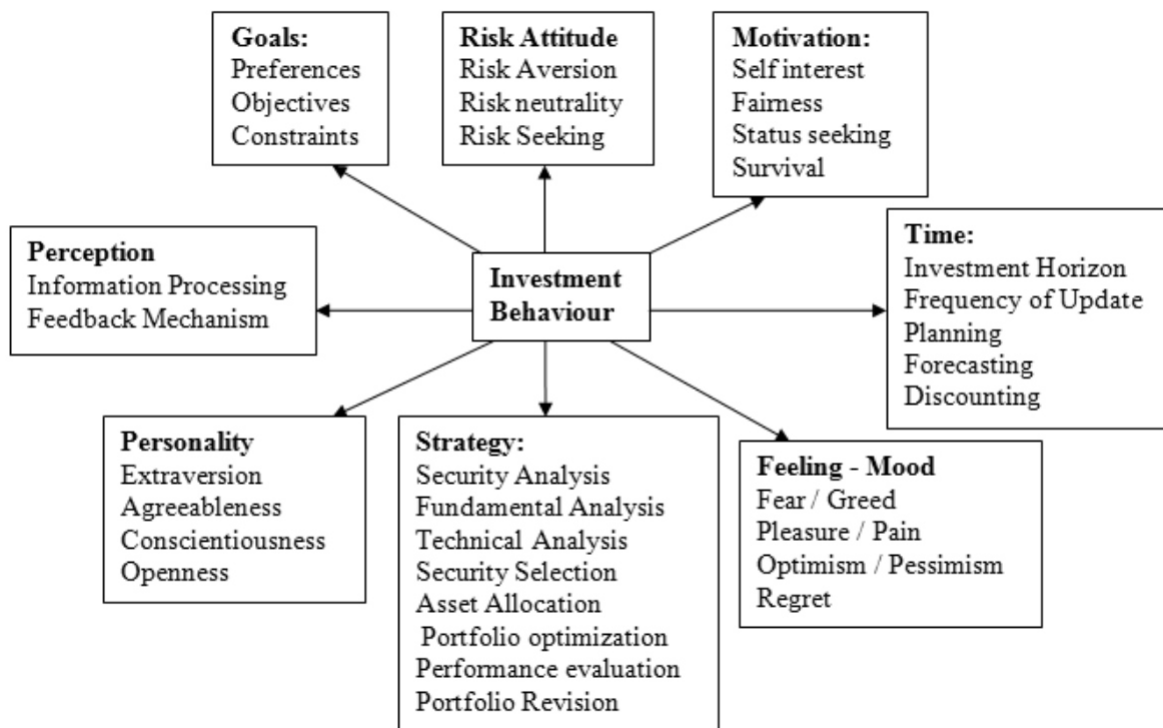 Goals:
Preferences
Objectives
Constraints
Risk Attitude
Risk Aversion
Risk neutrality
Risk Seeking
Motivation:
Self interest
Fairness
Status seeking
Survival
Perception
Information Processing
Feedback Mechanism
Investment
Behaviour
Time:
Investment Horizon
Frequency of Update
Planning
Forecasting
Discounting
Personality
Extraversion
Agreeableness
Conscientiousness
Openness
Strategy:
Security Analysis
Fundamental Analysis
Technical Analysis
Security Selection
Asset Allocation
Portfolio optimization
Performance evaluation
Portfolio Revision
Feeling - Mood
Fear / Greed
Pleasure / Pain
Optimism / Pessimism
Regret